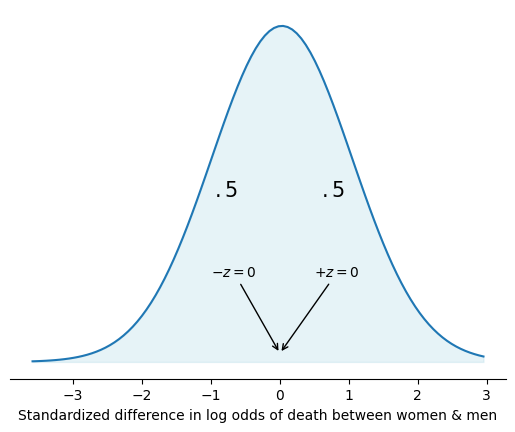 .5 .5
−z = 0 +z = 0
−3 −2 −1 0 1 2 3
Standardized difference in log odds of death between women & men